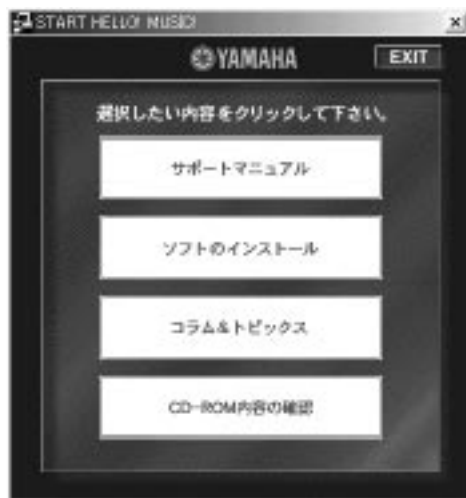 START HELLO! MUSIC!
YAMAHA
EXIT
選択したい内容をクリックして下さい。
サポートマニュアル
ソフトのインストール
コラム&トピックス
CD-ROM内容の確認